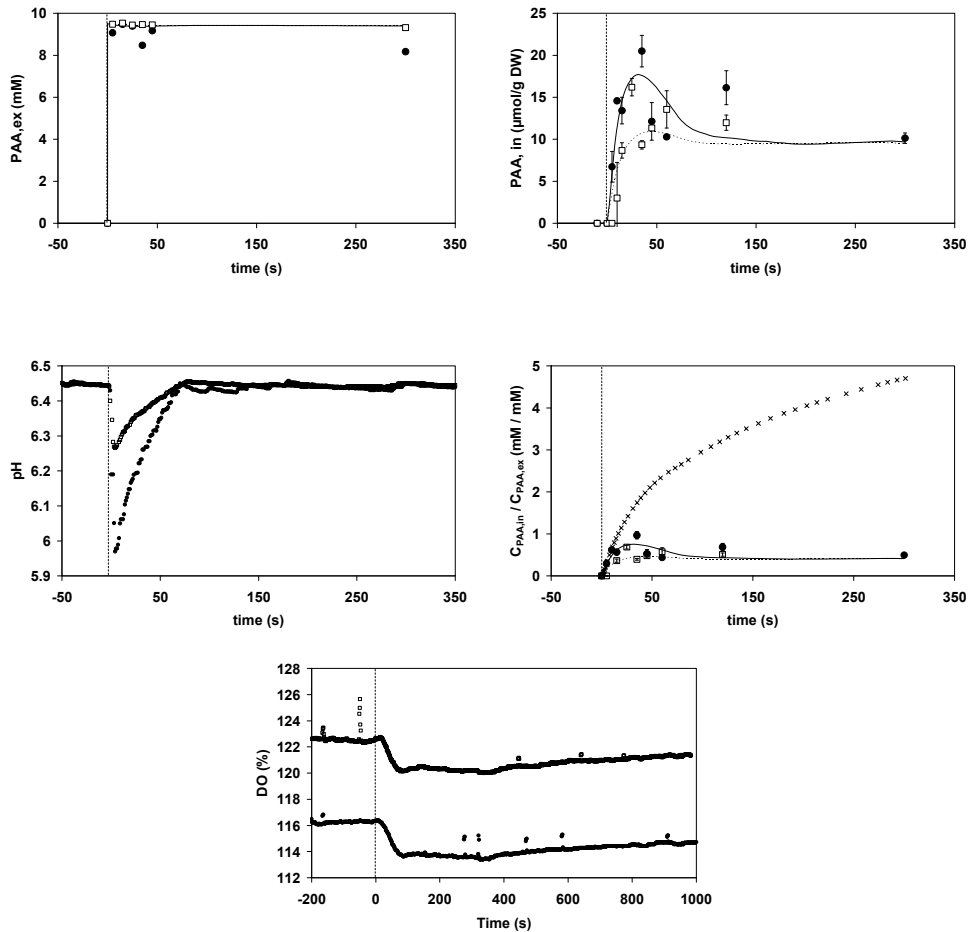 10
8
6
4
2
0
PAA,ex (mM)
-50 50 150 250 350
time (s)
25
20
15
10
5
0
PAA, in (μmol/g DW)
-50 50 150 250 350
time (s)
6.5
6.4
6.3
6.2
6.1
6
5.9
pH
-50 50 150 250 350
time (s)
5
4
3
2
1
0
C_PAA,in / C_PAA,ex (mM / mM)
-50 50 150 250 350
time (s)
128
126
124
122
120
118
116
114
112
DO (%)
-200 0 200 400 600 800 1000
Time (s)